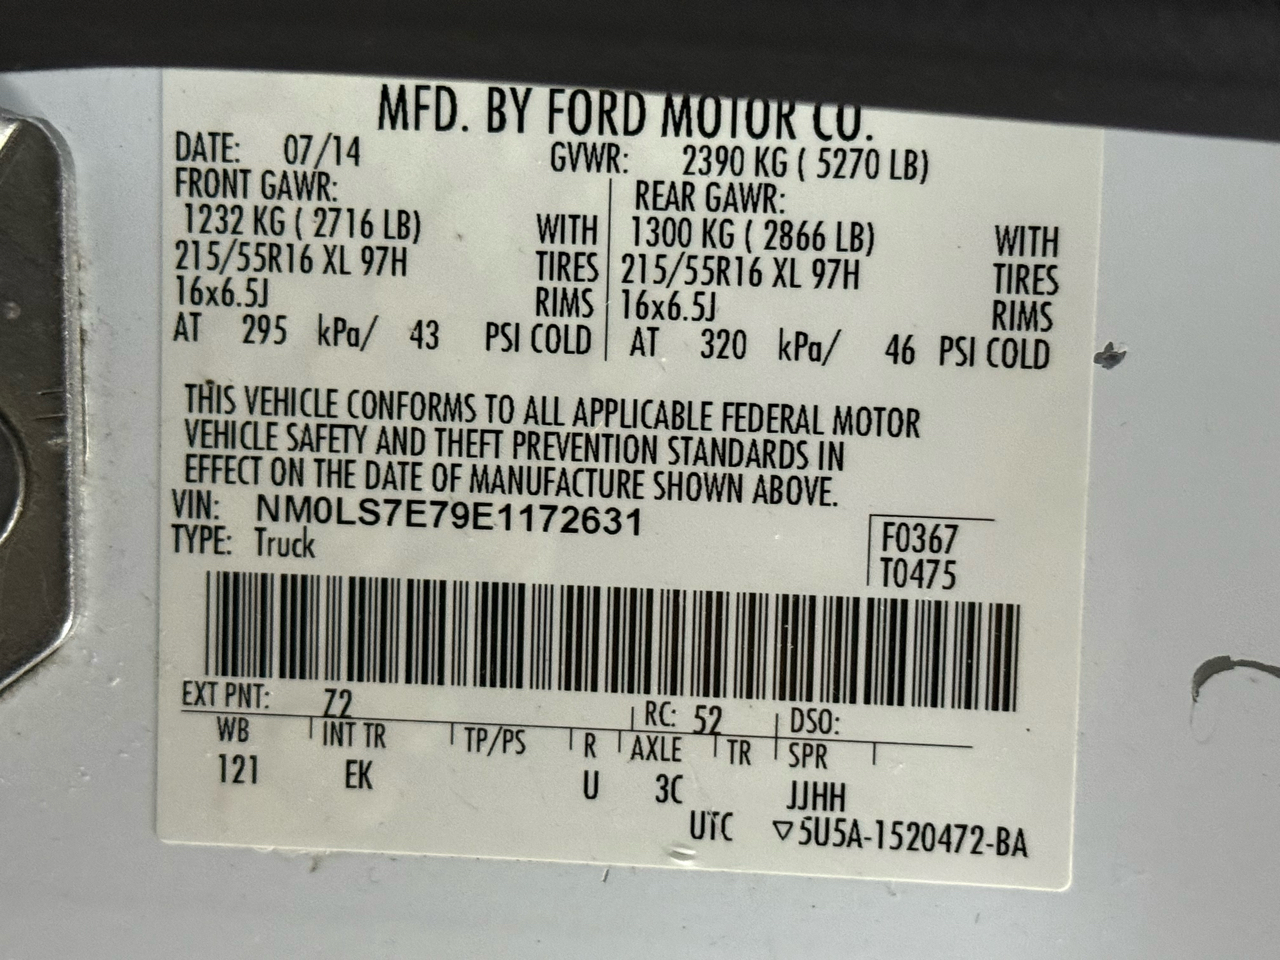 MFD. BY FORD MOTOR CO.
DATE: 07/14 GVWR: 2390 KG ( 5270 LB)
FRONT GAWR: REAR GAWR:
1232 KG ( 2716 LB) WITH 1300 KG ( 2866 LB) WITH
215/55R16 XL 97H TIRES 215/55R16 XL 97H TIRES
16x6.5J RIMS 16x6.5J RIMS
AT 295 kPa/ 43 PSI COLD AT 320 kPa/ 46 PSI COLD
THIS VEHICLE CONFORMS TO ALL APPLICABLE FEDERAL MOTOR
VEHICLE SAFETY AND THEFT PREVENTION STANDARDS IN
EFFECT ON THE DATE OF MANUFACTURE SHOWN ABOVE.
VIN: NM0LS7E79E1172631
TYPE: Truck
F0367
T0475
EXT PNT: Z2 RC: 52 DSO:
WB INT TR TP/PS R AXLE TR SPR
121 EK U 3C JJHH
UTC ▽5U5A-1520472-BA